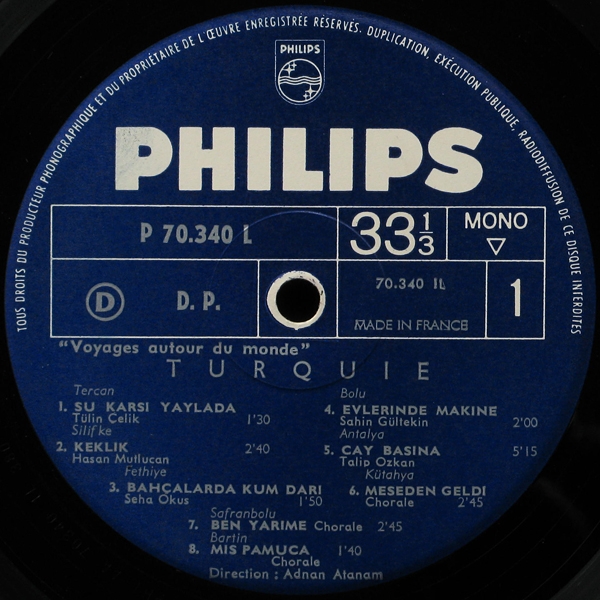 TOUS DROITS DU PRODUCTEUR PHONOGRAPHIQUE ET DU PROPRIÉTAIRE DE L'ŒUVRE ENREGISTRÉE RÉSERVÉS. DUPLICATION, EXÉCUTION PUBLIQUE, RADIODIFFUSION DE CE DISQUE INTERDITES
PHILIPS
PHILIPS
P 70.340 L
33 1/3
MONO
▽
D D. P.
70.340 1L
MADE IN FRANCE
1
"Voyages autour du monde"
TURQUIE
Tercan
1. SU KARSI YAYLADA
Tülin Çelik 1'30
Silifke
2. KEKLIK 2'40
Hasan Mutlucan
Fethiye
3. BAHÇALARDA KUM DARI
Seha Okus 1'50
Bolu
4. EVLERINDE MAKINE
Sahin Gültekin 2'00
Antalya
5. CAY BASINA 5'15
Talip Ozkan
Kütahya
6. MESEDEN GELDI
Chorale 2'45
Safranbolu
7. BEN YARIME Chorale 2'45
Bartin
8. MIS PAMUCA 1'40
Chorale
Direction : Adnan Atanam